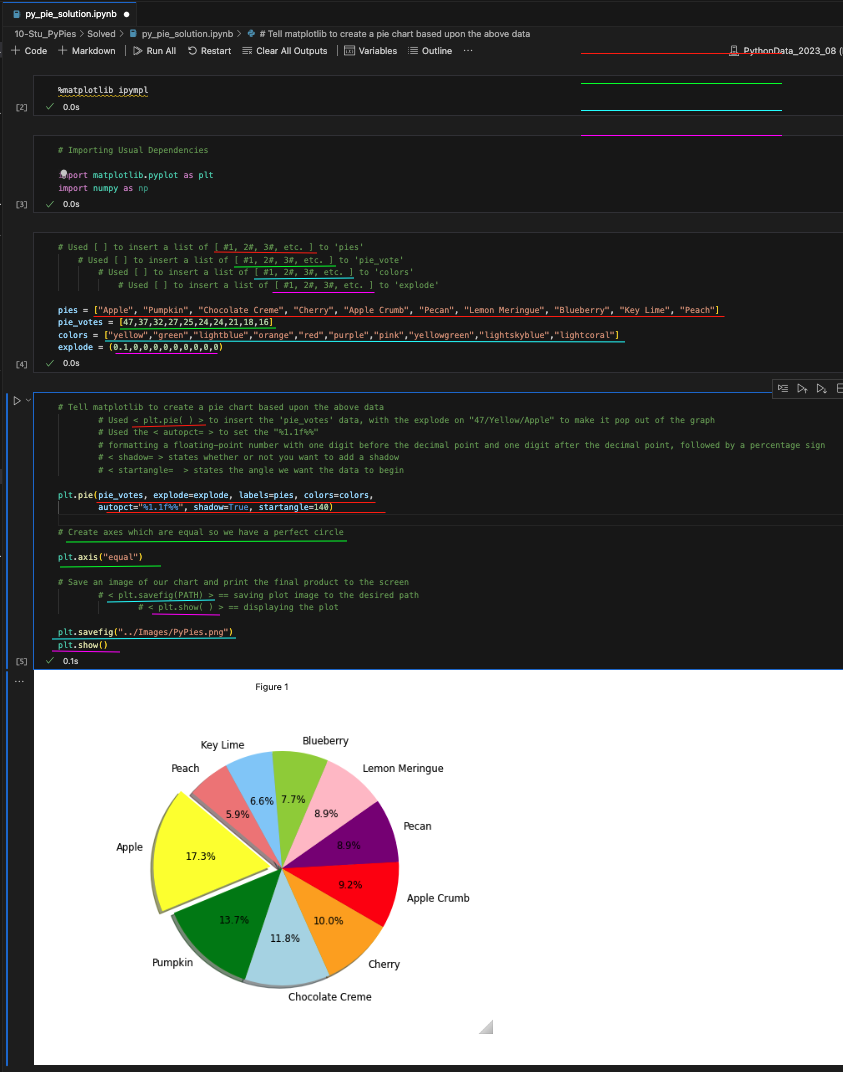 py_pie_solution.ipynb
10-Stu_PyPies > Solved > py_pie_solution.ipynb > # Tell matplotlib to create a pie chart based upon the above data
+ Code + Markdown | Run All Restart Clear All Outputs | Variables Outline ...
PythonData_2023_08 (
%matplotlib ipympl
[2] 0.0s
# Importing Usual Dependencies
import matplotlib.pyplot as plt
import numpy as np
[3] 0.0s
# Used [ ] to insert a list of [ #1, 2#, 3#, etc. ] to 'pies'
# Used [ ] to insert a list of [ #1, 2#, 3#, etc. ] to 'pie_vote'
# Used [ ] to insert a list of [ #1, 2#, 3#, etc. ] to 'colors'
# Used [ ] to insert a list of [ #1, 2#, 3#, etc. ] to 'explode'
pies = ["Apple", "Pumpkin", "Chocolate Creme", "Cherry", "Apple Crumb", "Pecan", "Lemon Meringue", "Blueberry", "Key Lime", "Peach"]
pie_votes = [47,37,32,27,25,24,24,21,18,16]
colors = ["yellow","green","lightblue","orange","red","purple","pink","yellowgreen","lightskyblue","lightcoral"]
explode = (0.1,0,0,0,0,0,0,0,0,0)
[4] 0.0s
# Tell matplotlib to create a pie chart based upon the above data
# Used < plt.pie( ) > to insert the 'pie_votes' data, with the explode on "47/Yellow/Apple" to make it pop out of the graph
# Used the < autopct= > to set the "%1.1f%%"
# formatting a floating-point number with one digit before the decimal point and one digit after the decimal point, followed by a percentage sign
# < shadow= > states whether or not you want to add a shadow
# < startangle=  > states the angle we want the data to begin
plt.pie(pie_votes, explode=explode, labels=pies, colors=colors,
autopct="%1.1f%%", shadow=True, startangle=140)
# Create axes which are equal so we have a perfect circle
plt.axis("equal")
# Save an image of our chart and print the final product to the screen
# < plt.savefig(PATH) > == saving plot image to the desired path
# < plt.show( ) > == displaying the plot
plt.savefig("../Images/PyPies.png")
plt.show()
[5] 0.1s
...
Figure 1
Blueberry
Key Lime
Peach
Lemon Meringue
6.6%
7.7%
5.9%
8.9%
Pecan
Apple
8.9%
17.3%
9.2%
Apple Crumb
13.7%
10.0%
11.8%
Pumpkin
Cherry
Chocolate Creme